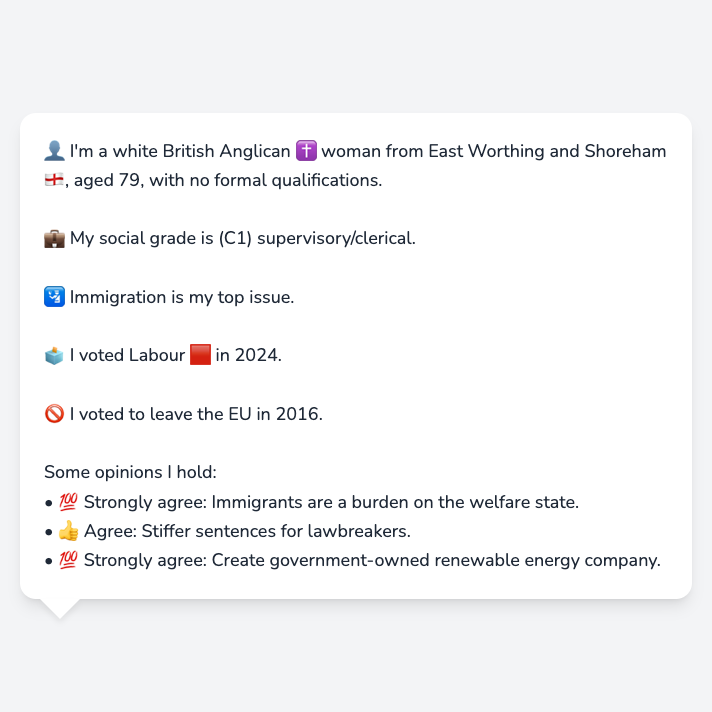 👤 I'm a white British Anglican ✝️ woman from East Worthing and Shoreham
🏴󠁧󠁢󠁥󠁮󠁧󠁿, aged 79, with no formal qualifications.
💼 My social grade is (C1) supervisory/clerical.
🛂 Immigration is my top issue.
🗳️ I voted Labour 🟥 in 2024.
🚫 I voted to leave the EU in 2016.
Some opinions I hold:
• 💯 Strongly agree: Immigrants are a burden on the welfare state.
• 👍 Agree: Stiffer sentences for lawbreakers.
• 💯 Strongly agree: Create government-owned renewable energy company.